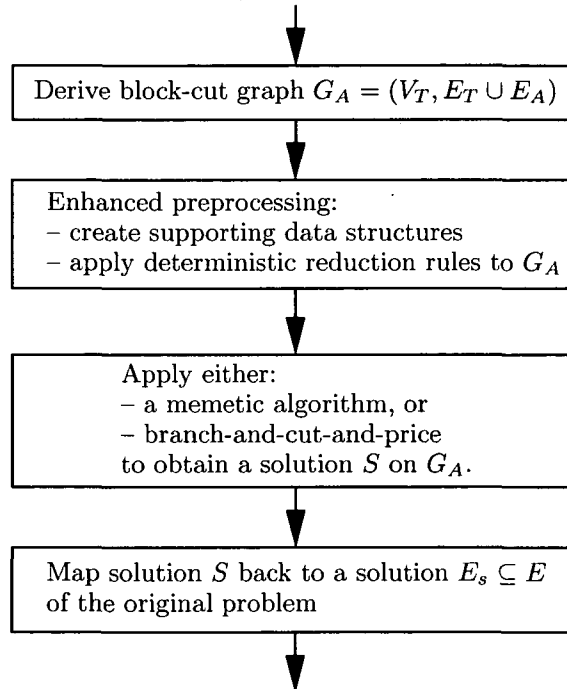 Derive block-cut graph G_A = (V_T, E_T ∪ E_A)
Enhanced preprocessing:
– create supporting data structures
– apply deterministic reduction rules to G_A
Apply either:
– a memetic algorithm, or
– branch-and-cut-and-price
to obtain a solution S on G_A.
Map solution S back to a solution E_s ⊆ E
of the original problem